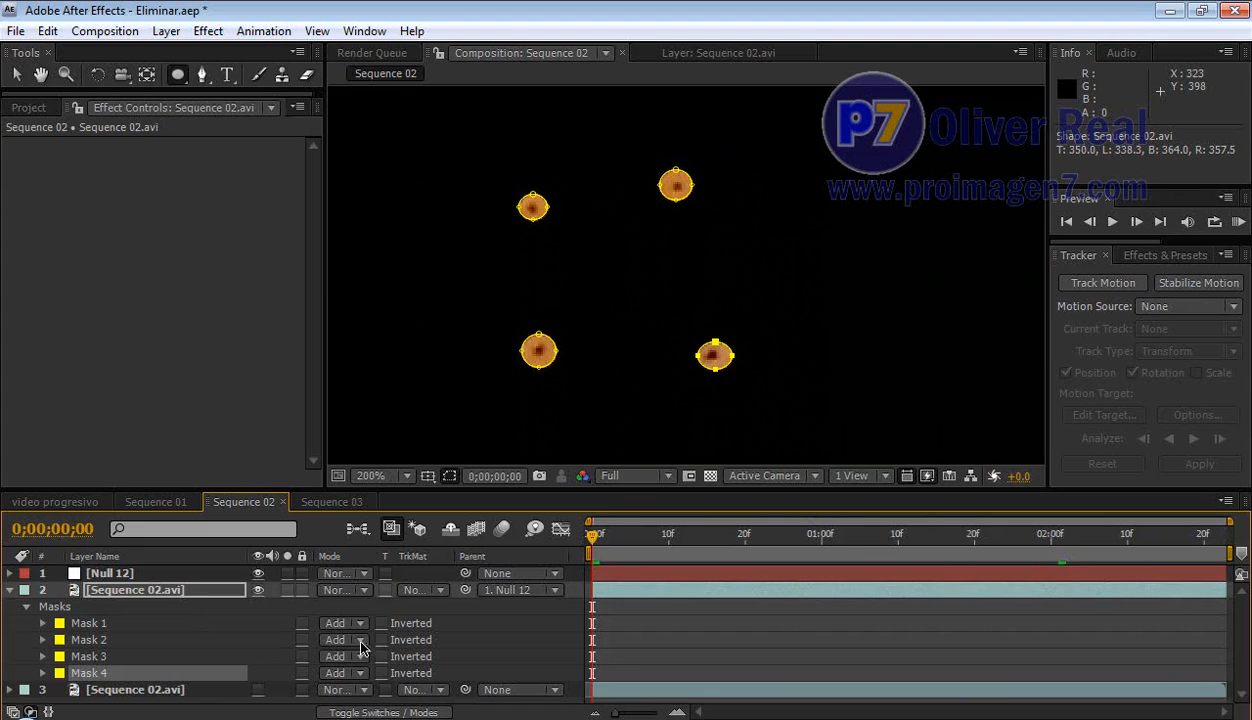 Adobe After Effects - Eliminar.aep *
File Edit Composition Layer Effect Animation View Window Help
Tools
Render Queue
Composition: Sequence 02
Layer: Sequence 02.avi
Info
Audio
Sequence 02
R :
G :
B :
A : 0
X : 323
Y : 398
Project
Effect Controls: Sequence 02.avi
Sequence 02 • Sequence 02.avi
p7
Oliver Real
www.proimagen7.com
Shape: Sequence 02.avi
T: 350.0, L: 338.3, B: 364.0, R: 357.5
Preview
Tracker
Effects & Presets
Track Motion
Stabilize Motion
Motion Source:
None
Current Track:
None
Track Type:
Transform
Position
Rotation
Scale
Motion Target:
Edit Target...
Options...
Analyze:
Reset
Apply
200%
0;00;00;00
Full
Active Camera
1 View
+0.0
video progresivo
Sequence 01
Sequence 02
Sequence 03
0;00;00;00
:00f
10f
20f
01:00f
10f
20f
02:00f
10f
20f
#
Layer Name
Mode
T
TrkMat
Parent
1
[Null 12]
Nor...
None
2
[Sequence 02.avi]
Nor...
No...
1. Null 12
Masks
Mask 1
Add
Inverted
Mask 2
Add
Inverted
Mask 3
Add
Inverted
Mask 4
Add
Inverted
3
[Sequence 02.avi]
Nor...
No...
None
Toggle Switches / Modes